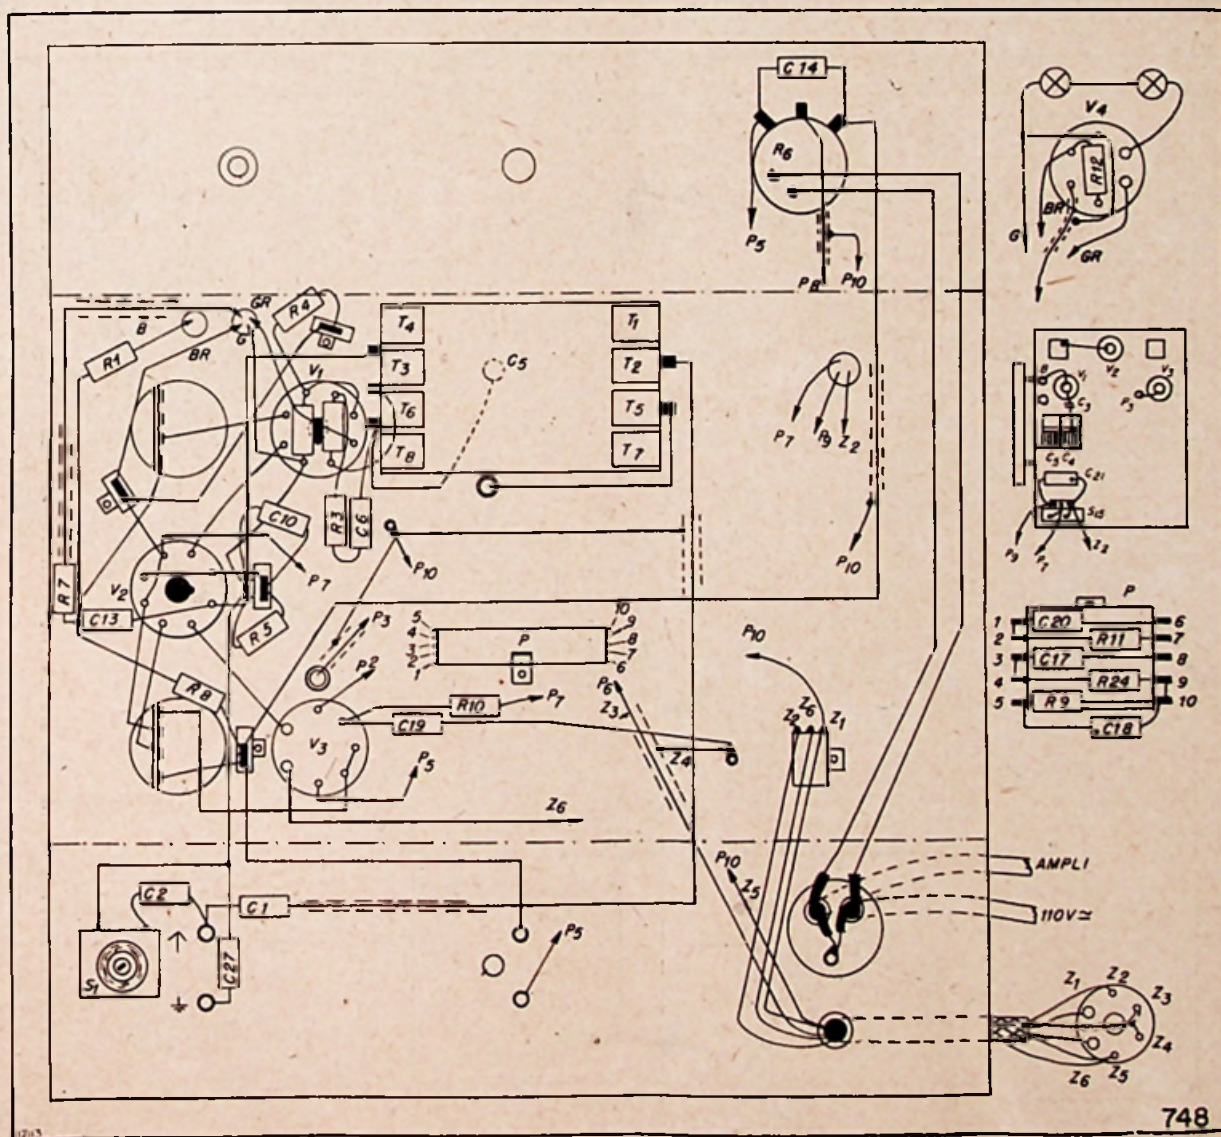 C14
V4
R6
R12
P5
P8
P10
G
BR
GR
GR
R4
B
G
R1
BR
V1
T4
T3
T6
T8
C5
T1
T2
T5
T7
P7
P9
Z2
P10
B
V1
V2
V3
P3
C3
C3
C4
C21
S15
P9
P7
Z2
R3
C6
C10
P7
P10
R7
V2
C13
R5
P3
P2
5
4
3
2
1
P
10
9
8
7
6
P10
P
1
C20
6
2
R11
7
3
C17
8
4
R24
9
5
R9
10
C18
R8
V3
R10
P7
C19
P6
Z3
Z4
Z2
Z6
Z1
P5
Z6
P10
Z5
AMPLI
110V≃
C2
C1
S1
C27
P5
Z1
Z2
Z3
Z4
Z5
Z6
748